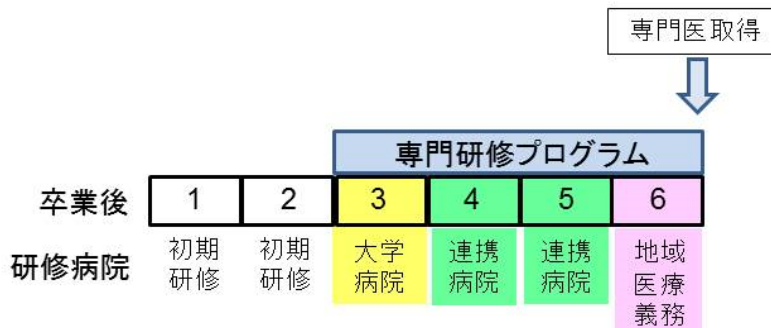 専門医取得
専門研修プログラム
卒業後 1 2 3 4 5 6
研修病院
初期
研修
初期
研修
大学
病院
連携
病院
連携
病院
地域
医療
義務